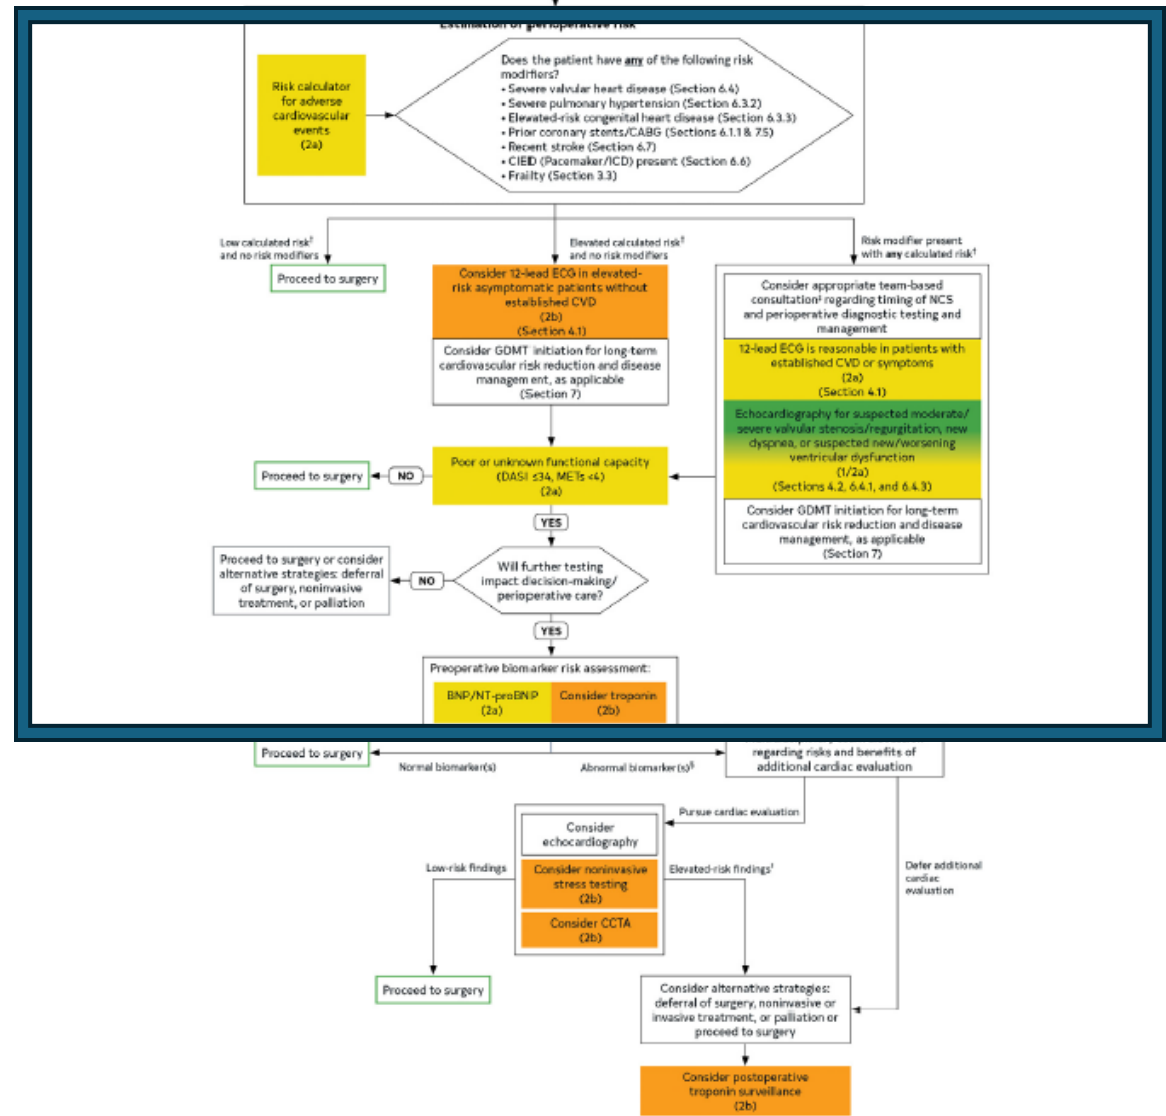 Estimation of perioperative risk
Risk calculator
for adverse
cardiovascular
events
(2a)
Does the patient have any of the following risk
modifiers?
• Severe valvular heart disease (Section 6.4)
• Severe pulmonary hypertension (Section 6.3.2)
• Elevated-risk congenital heart disease (Section 6.3.3)
• Prior coronary stents/CABG (Sections 6.1.1 & 7.5)
• Recent stroke (Section 6.7)
• CIEID (Pacemaker/ICD) present (Section 6.6)
• Frailty (Section 3.3)
Low calculated risk†
and no risk modifiers
Elevated calculated risk†
and no risk modifiers
Risk modifier present
with any calculated risk†
Proceed to surgery
Consider 12-lead ECG in elevated-
risk asymptomatic patients without
established CVD
(2b)
(Section 4.1)
Consider GDMT initiation for long-term
cardiovascular risk reduction and disease
management, as applicable
(Section 7)
Consider appropriate team-based
consultation‡ regarding timing of NCS
and perioperative diagnostic testing and
management
12-lead ECG is reasonable in patients with
established CVD or symptoms
(2a)
(Section 4.1)
Echocardiography for suspected moderate/
severe valvular stenosis/regurgitation, new
dyspnea, or suspected new/worsening
ventricular dysfunction
(1/2a)
(Sections 4.2, 6.4.1, and 6.4.3)
Consider GDMT initiation for long-term
cardiovascular risk reduction and disease
management, as applicable
(Section 7)
Proceed to surgery
NO
Poor or unknown functional capacity
(DASI ≤34, METs <4)
(2a)
YES
Proceed to surgery or consider
alternative strategies: deferral
of surgery, noninvasive
treatment, or palliation
NO
Will further testing
impact diecision-making/
perioperative care?
YES
Preoperative biomarker risk assessment:
BNP/NT-proBNIP
(2a)
Consider troponin
(2b)
Proceed to surgery
Normal biomarker(s)
Abnormal biomarker(s)§
regarding risks and benefits of
additional cardiac evaluation
Pursue cardiac evaluation
Consider
echocardiography
Consider noninvasive
stress testing
(2b)
Consider CCTA
(2b)
Low-risk findings
Elevated-risk findings†
Defer additional
cardiac
evaluation
Proceed to surgery
Consider alternative strategies:
deferral of surgery, noninvasive or
invasive treatment, or palliation or
proceed to surgery
Consider postoperative
troponin surveillance
(2b)